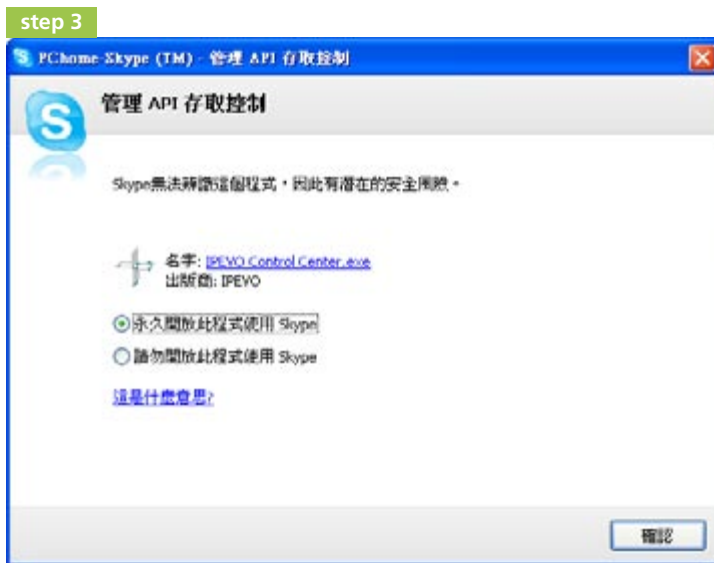 step 3
PChome-Skype (TM) - 管理 API 存取控制
管理 API 存取控制
Skype無法辨識這個程式，因此有潛在的安全風險。
名字: IPEVO Control Center.exe
出版商: IPEVO
永久開放此程式使用 Skype
請勿開放此程式使用 Skype
這是什麼意思?
確認